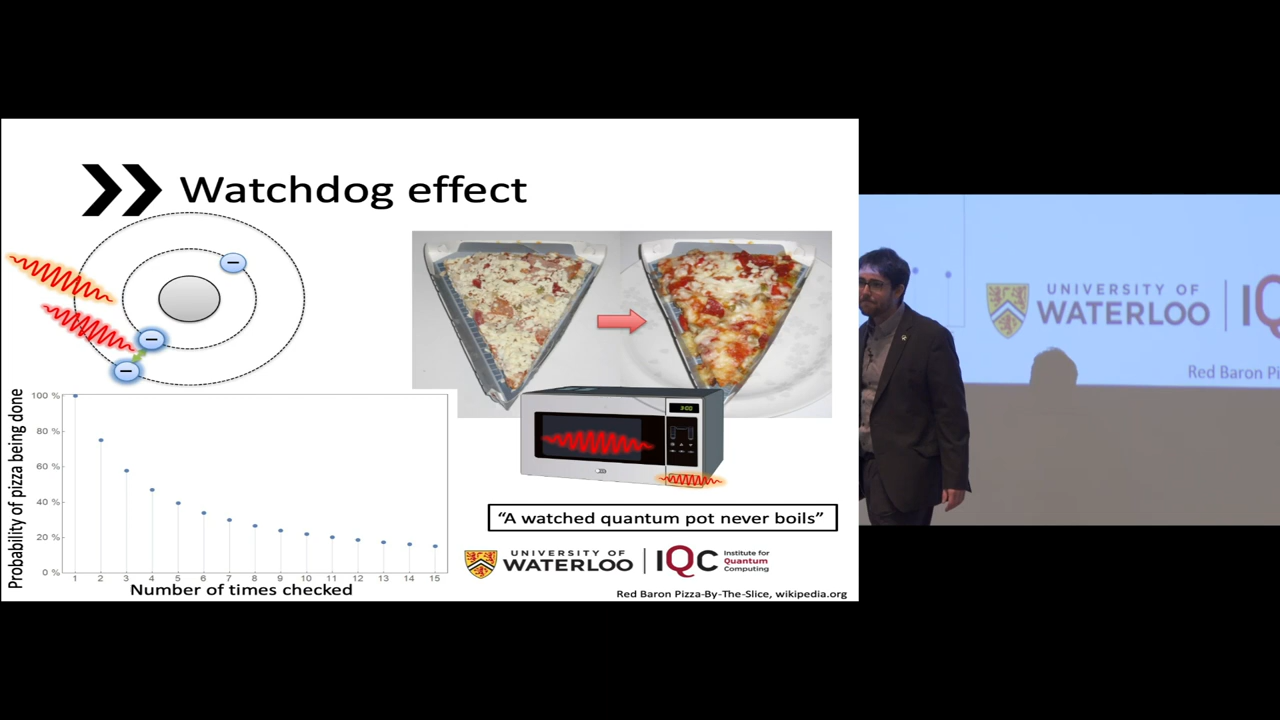 Watchdog effect
Probability of pizza being done
100 %
80 %
60 %
40 %
20 %
0 %
1 2 3 4 5 6 7 8 9 10 11 12 13 14 15
Number of times checked
3:00
“A watched quantum pot never boils”
UNIVERSITY OF
WATERLOO
IQC
Institute for
Quantum
Computing
Red Baron Pizza-By-The-Slice, wikipedia.org
UNIVERSITY OF
WATERLOO
IQ
Red Baron Pi